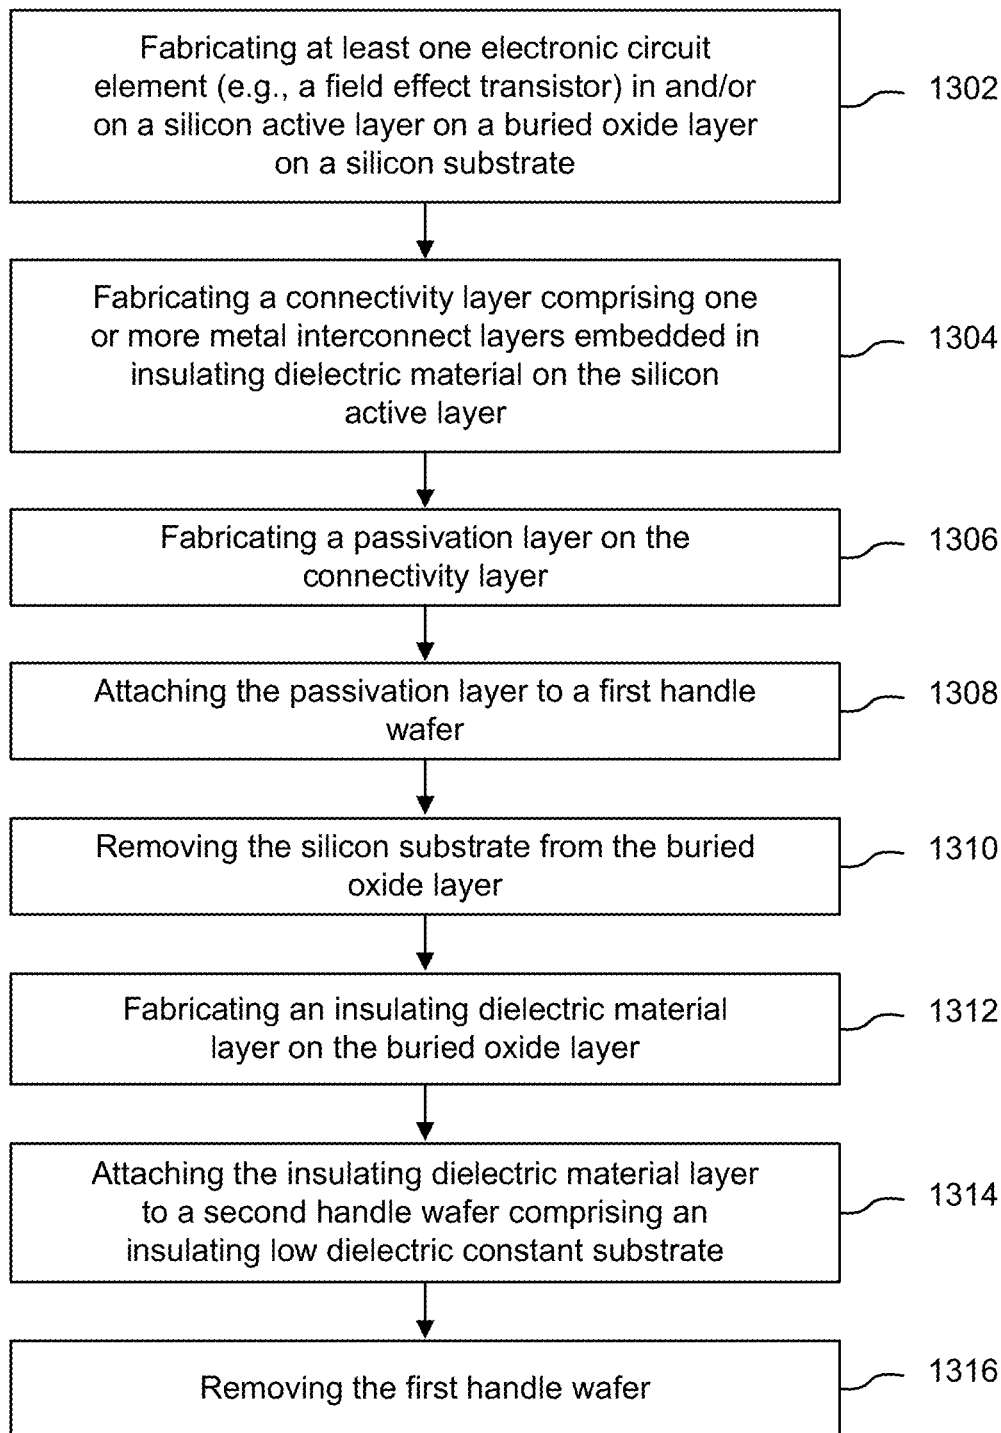 Fabricating at least one electronic circuit
element (e.g., a field effect transistor) in and/or
on a silicon active layer on a buried oxide layer
on a silicon substrate
1302
Fabricating a connectivity layer comprising one
or more metal interconnect layers embedded in
insulating dielectric material on the silicon
active layer
1304
Fabricating a passivation layer on the
connectivity layer
1306
Attaching the passivation layer to a first handle
wafer
1308
Removing the silicon substrate from the buried
oxide layer
1310
Fabricating an insulating dielectric material
layer on the buried oxide layer
1312
Attaching the insulating dielectric material layer
to a second handle wafer comprising an
insulating low dielectric constant substrate
1314
Removing the first handle wafer
1316